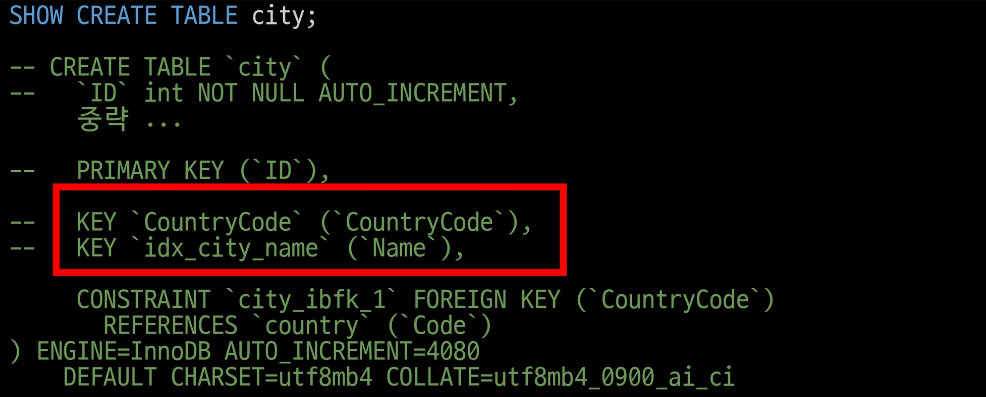 SHOW CREATE TABLE city;
-- CREATE TABLE `city` (
--   `ID` int NOT NULL AUTO_INCREMENT,
중략 ...
--   PRIMARY KEY (`ID`),
--   KEY `CountryCode` (`CountryCode`),
--   KEY `idx_city_name` (`Name`),
CONSTRAINT `city_ibfk_1` FOREIGN KEY (`CountryCode`)
REFERENCES `country` (`Code`)
) ENGINE=InnoDB AUTO_INCREMENT=4080
DEFAULT CHARSET=utf8mb4 COLLATE=utf8mb4_0900_ai_ci